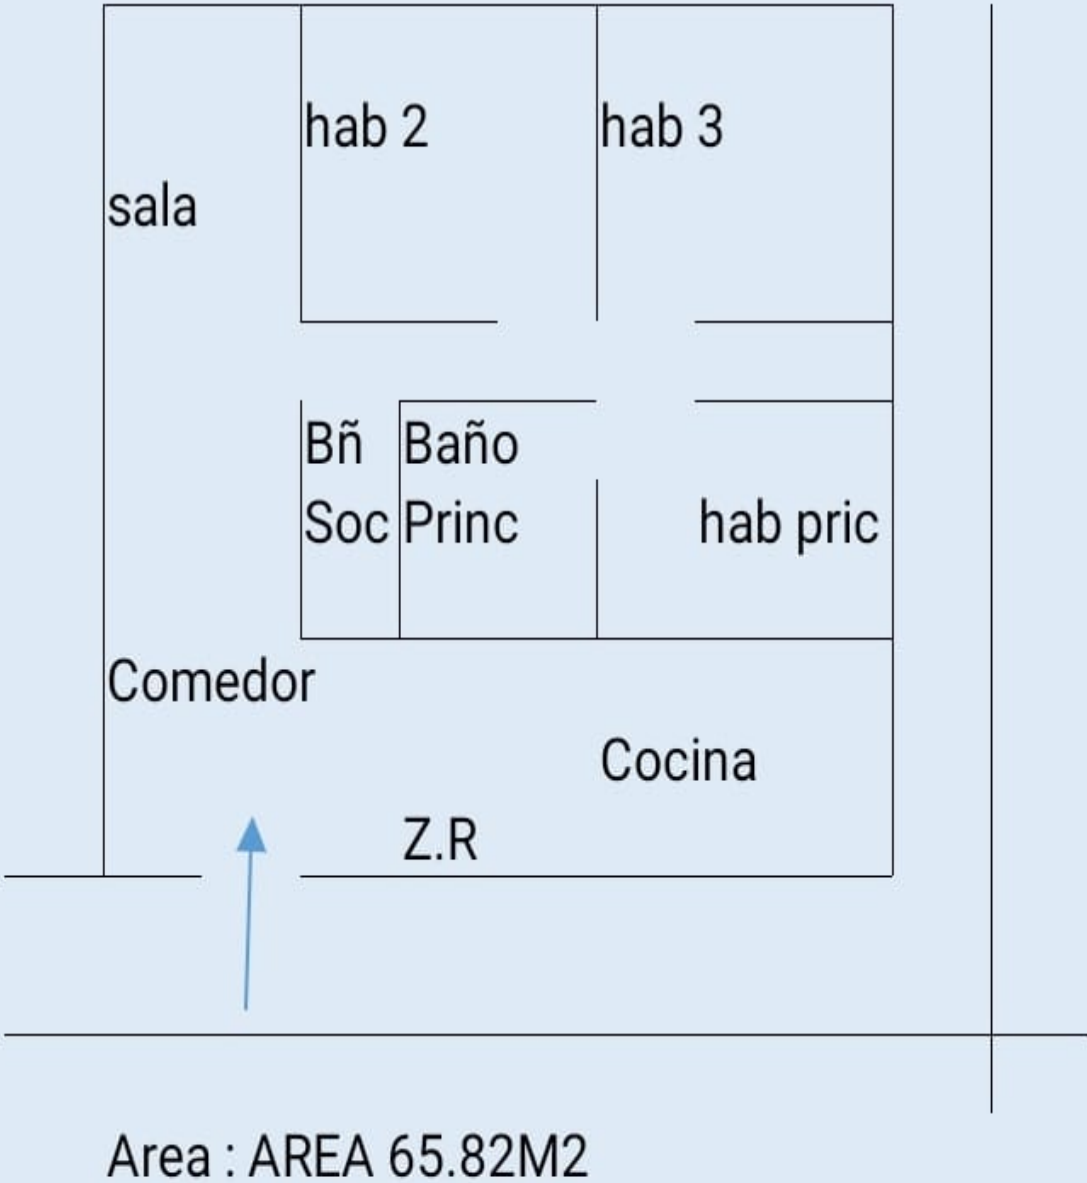 hab 2 hab 3
sala
Bñ Baño
Soc Princ hab pric
Comedor
Cocina
Z.R
Area : AREA 65.82M2